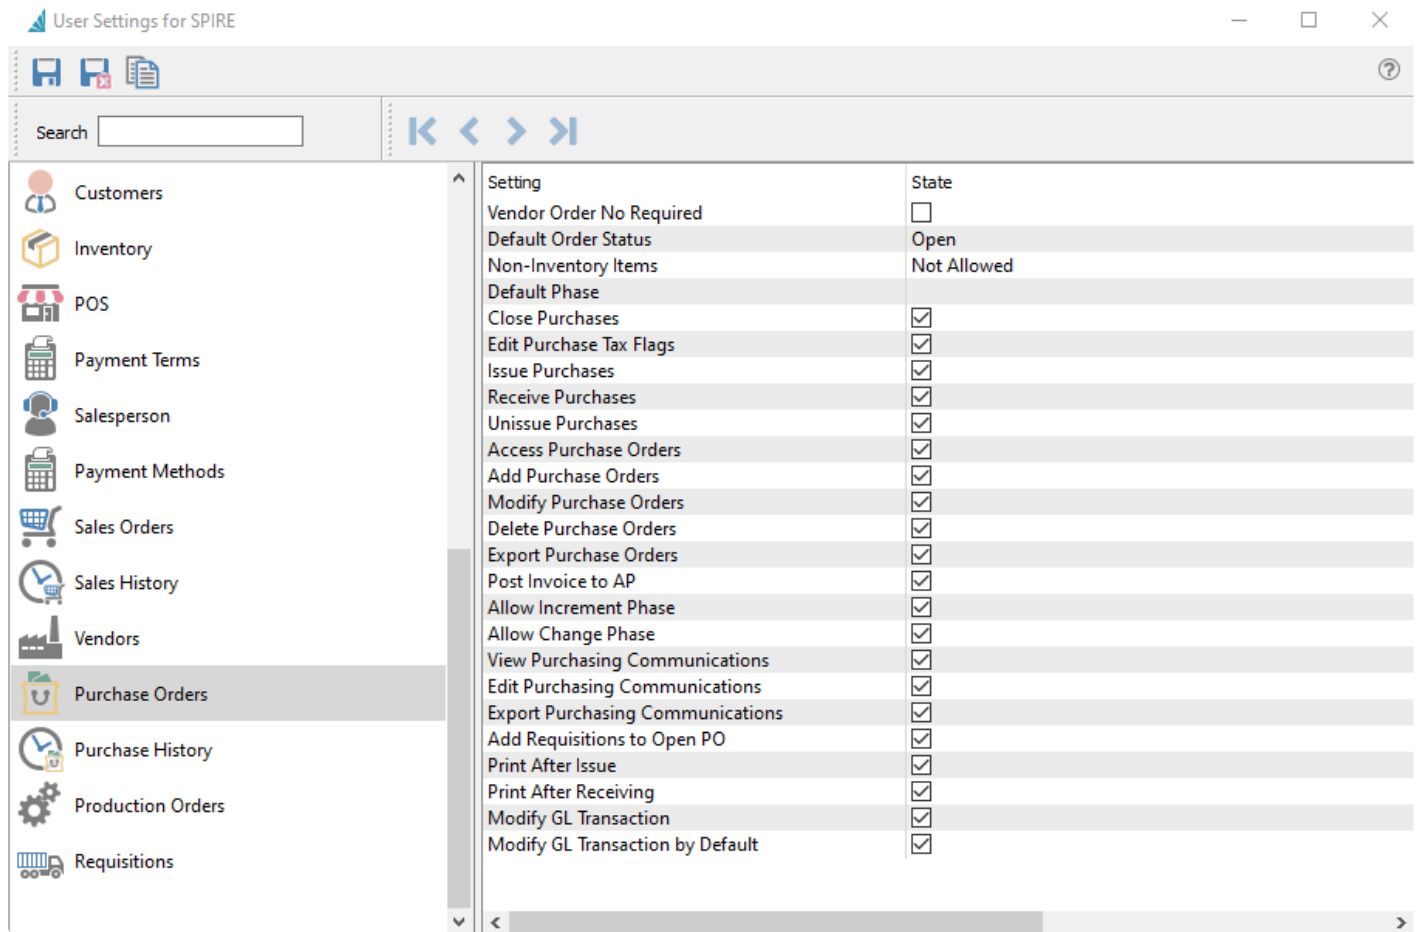 User Settings for SPIRE
Search
Customers
Inventory
POS
Payment Terms
Salesperson
Payment Methods
Sales Orders
Sales History
Vendors
Purchase Orders
Purchase History
Production Orders
Requisitions
Setting State
Vendor Order No Required
Default Order Status Open
Non-Inventory Items Not Allowed
Default Phase
Close Purchases
Edit Purchase Tax Flags
Issue Purchases
Receive Purchases
Unissue Purchases
Access Purchase Orders
Add Purchase Orders
Modify Purchase Orders
Delete Purchase Orders
Export Purchase Orders
Post Invoice to AP
Allow Increment Phase
Allow Change Phase
View Purchasing Communications
Edit Purchasing Communications
Export Purchasing Communications
Add Requisitions to Open PO
Print After Issue
Print After Receiving
Modify GL Transaction
Modify GL Transaction by Default